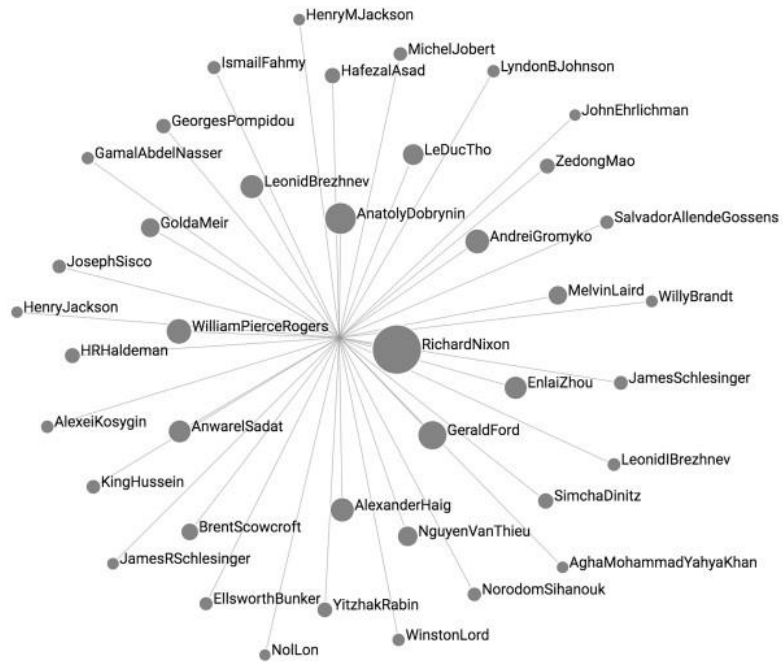 HenryMJackson
MichelJobert
IsmailFahmy
HafezalAsad
LyndonBJohnson
JohnEhrlichman
GeorgesPompidou
LeDucTho
GamalAbdelNasser
ZedongMao
LeonidBrezhnev
AnatolyDobrynin
SalvadorAllendeGossens
GoldaMeir
AndreiGromyko
JosephSisco
MelvinLaird
WillyBrandt
HenryJackson
WilliamPierceRogers
RichardNixon
HRHaldeman
EnlaiZhou
JamesSchlesinger
AlexeiKosygin
AnwarelSadat
GeraldFord
LeonidIBrezhnev
KingHussein
SimchaDinitz
AlexanderHaig
BrentScowcroft
NguyenVanThieu
JamesRSchlesinger
AghaMohammadYahyaKhan
NorodomSihanouk
EllsworthBunker
YitzhakRabin
WinstonLord
NolLon